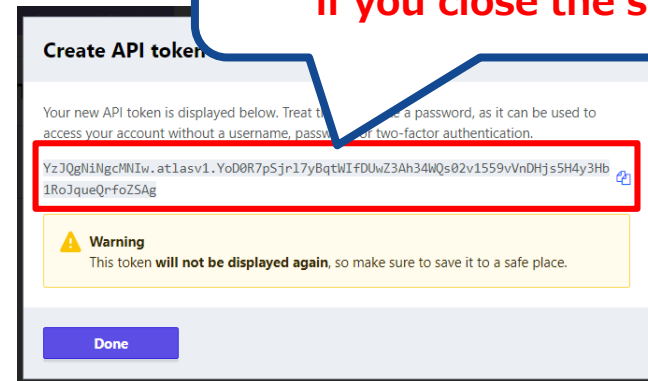 if you close the s
Create API token
Your new API token is displayed below. Treat a password, as it can be used to
access your account without a username, or two-factor authentication.
YzJQgNiNgcMNIw.atlasv1.YoD0R7pSjrl7yBqtWIfDUwZ3Ah34WQs02v1559vVnDHjs5H4y3Hb
1RoJqueQrfoZSAg
Warning
This token will not be displayed again, so make sure to save it to a safe place.
Done